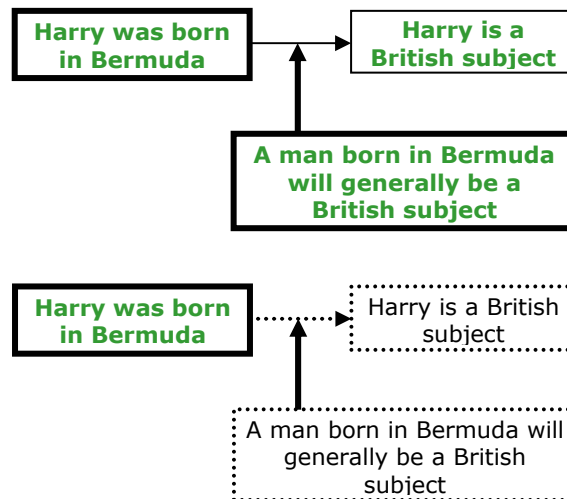 Harry was born
in Bermuda
Harry is a
British subject
A man born in Bermuda
will generally be a
British subject
Harry was born
in Bermuda
Harry is a British
subject
A man born in Bermuda will
generally be a British
subject